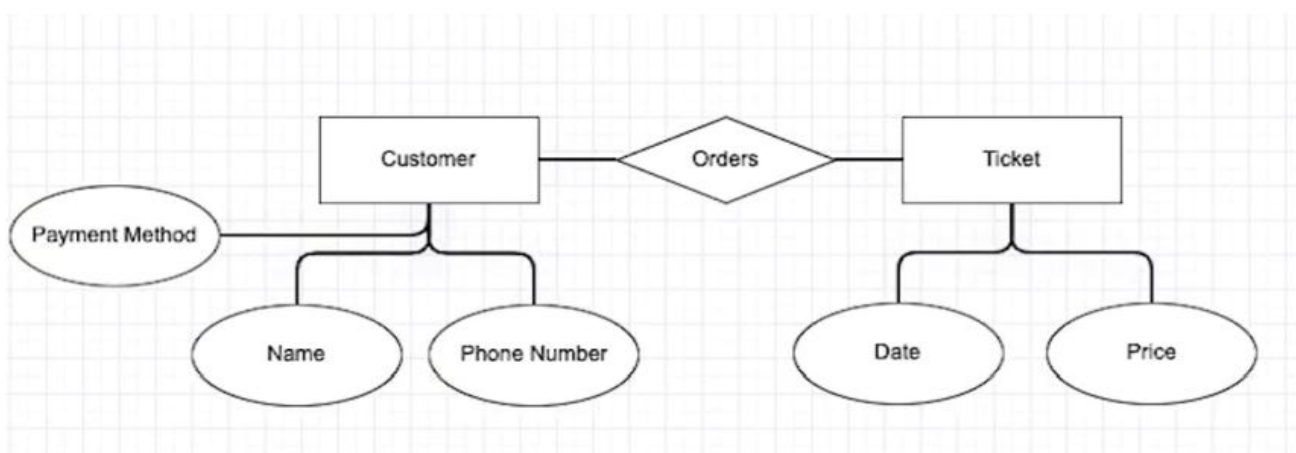 Customer
Orders
Ticket
Payment Method
Name
Phone Number
Date
Price